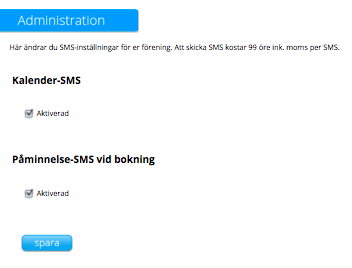 Administration
Här ändrar du SMS-inställningar för er förening. Att skicka SMS kostar 99 öre ink. moms per SMS.
Kalender-SMS
Aktiverad
Påminnelse-SMS vid bokning
Aktiverad
spara